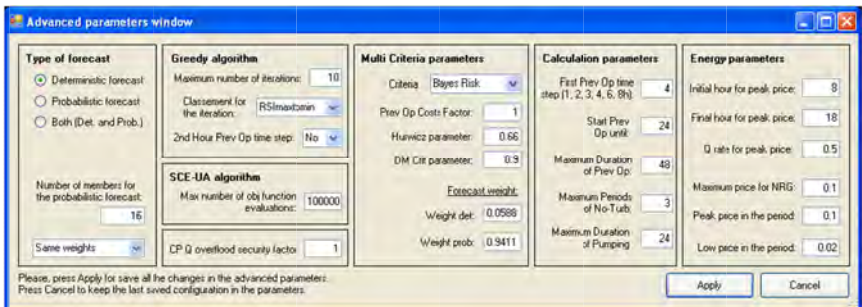 Advanced parameters window
Type of forecast
Deterministic forecast
Probabilistic forecast
Both (Det. and Prob.)
Number of members for
the probabilistic forecast:
16
Same weights
Greedy algorithm
Maximum number of iterations: 10
Classement for
the iteration: RSImaxtomin
2nd Hour Prev Op time step: No
SCE-UA algorithm
Max number of obj function
evaluations: 100000
CP Q overflood security factor 1
Multi Criteria parameters
Criteria Bayes Risk
Prev Op Costs Factor: 1
Hurwicz parameter: 0.66
DM Crit parameter: 0.9
Forecast weight:
Weight det: 0.0588
Weight prob: 0.9411
Calculation parameters
First Prev Op time
step (1, 2, 3, 4, 6, 8h): 4
Start Prev
Op until: 24
Maximum Duration
of Prev Op: 48
Maximum Periods
of No-Turb: 3
Maximum Duration
of Pumping 24
Energy parameters
Initial hour for peak price: 8
Final hour for peak price: 18
Q rate for peak price: 0.5
Maximum price for NRG: 0.1
Peak price in the period: 0.1
Low price in the period: 0.02
Please, press Apply for save all he changes in the advanced parameters.
Press Cancel to keep the last saved configuration in the parameters.
Apply
Cancel